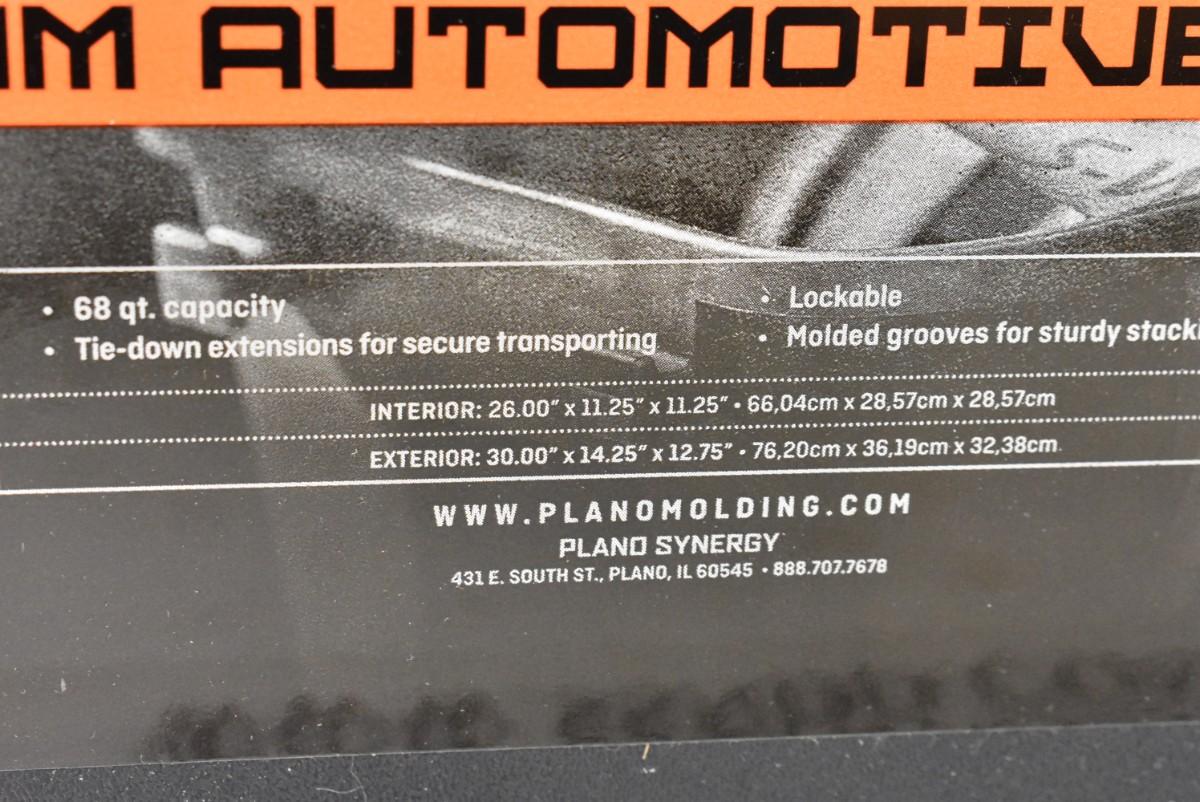 UM AUTOMOTIVE
• 68 qt. capacity
• Tie-down extensions for secure transporting
• Lockable
• Molded grooves for sturdy
INTERIOR: 26.00" x 11.25" x 11.25" • 66,04cm x 28,57cm x 28,57cm
EXTERIOR: 30.00" x 14.25" x 12.75" • 76,20cm x 36,19cm x 32,38cm
WWW.PLANOMOLDING.COM
PLANO SYNERGY
431 E. SOUTH ST., PLANO, IL 60545 • 888.707.7678